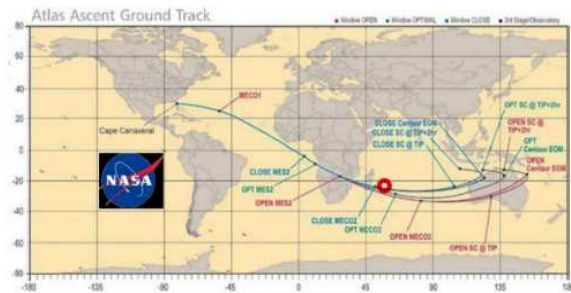 Atlas Ascent Ground Track
Window OPEN Window OPTIMAL Window CLOSE 3rd Stage/Observatory
80
60
40
20
0
-20
-40
-60
-80
MECO1
Cape Canaveral
NASA
CLOSE MES2
OPT MES2
OPEN MES2
CLOSE MECO2
OPT MECO2
OPEN MECO2
CLOSE Centaur EOM
CLOSE SC @ TIP+2hr
CLOSE SC @ TIP
OPT SC @ TIP+2hr
OPEN SC @
TIP+2hr
OPT
Centaur EOM
OPEN
Centaur EOM
OPEN SC @ TIP
-180 -135 -90 -45 0 45 90 135 180